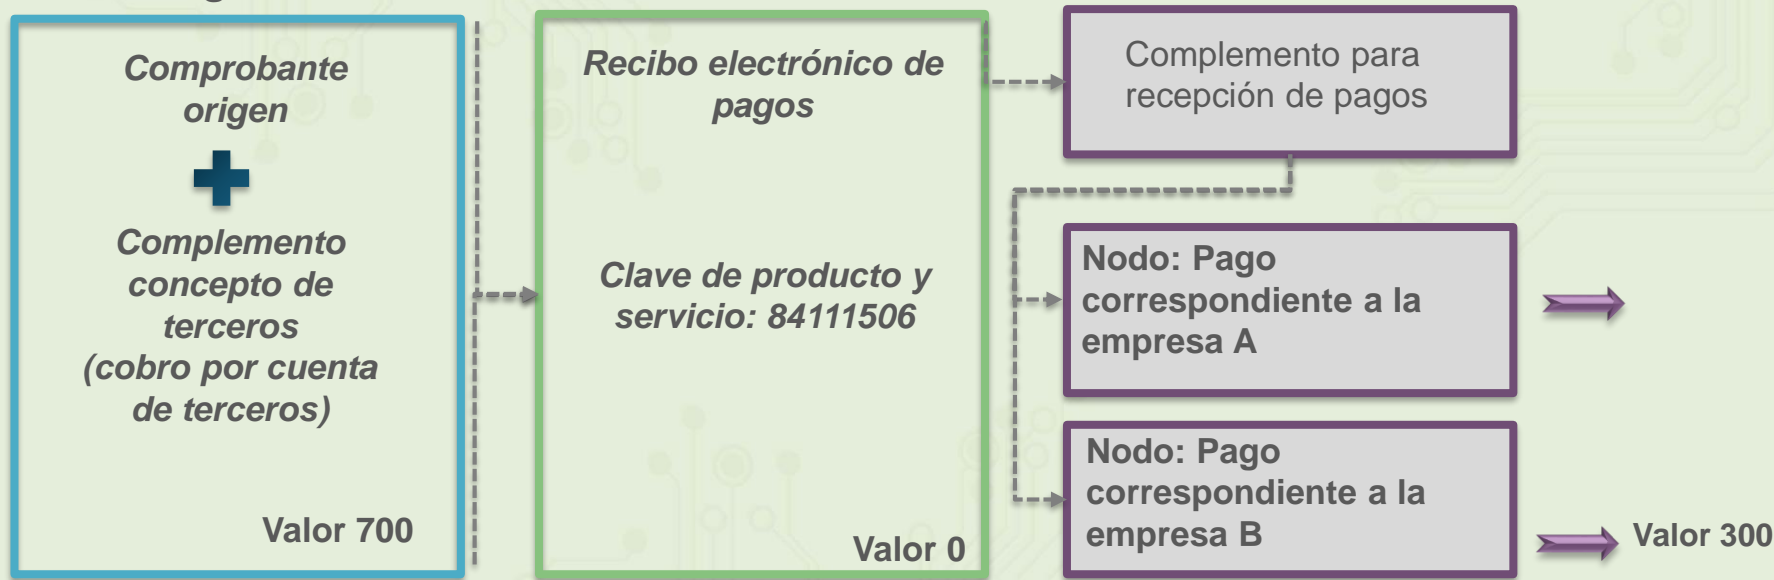 Comprobante
origen
Complemento
concepto de
terceros
(cobro por cuenta
de terceros)
Valor 700
Recibo electrónico de
pagos
Clave de producto y
servicio: 84111506
Valor 0
Complemento para
recepción de pagos
Nodo: Pago
correspondiente a la
empresa A
Nodo: Pago
correspondiente a la
empresa B
Valor 300